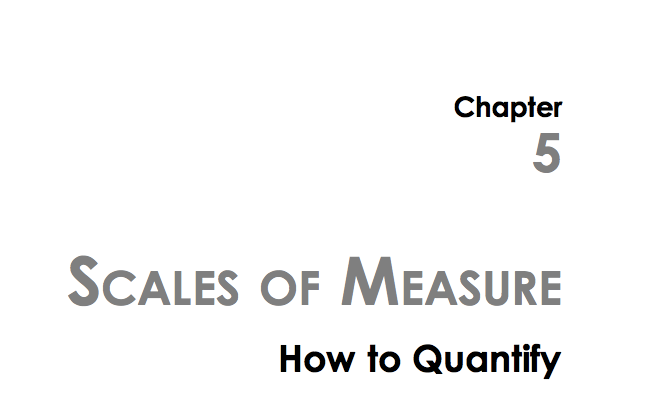 Chapter
5
Scales of Measure
How to Quantify